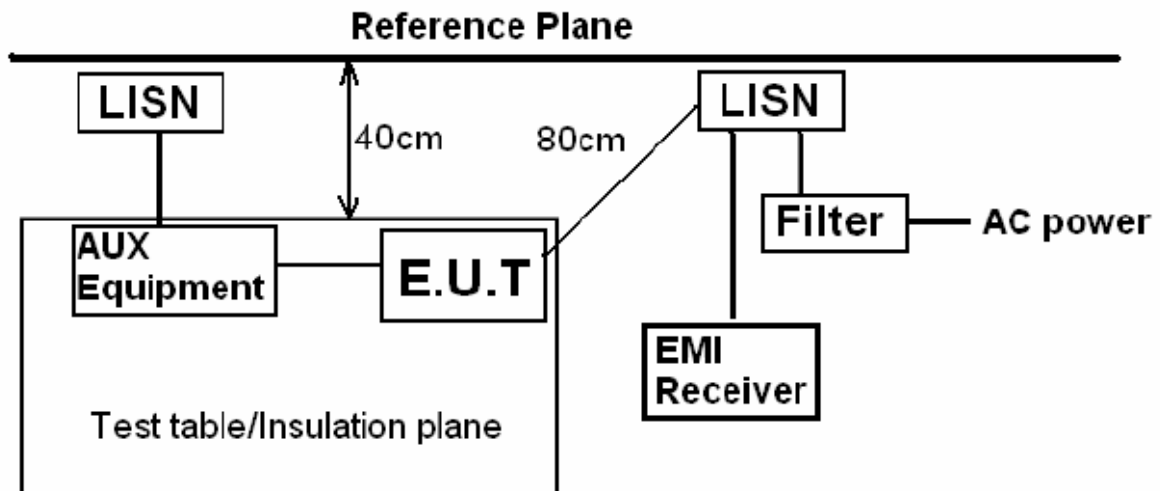 Reference Plane
LISN
40cm
80cm
LISN
Filter
AC power
AUX
Equipment
E.U.T
EMI
Receiver
Test table/Insulation plane